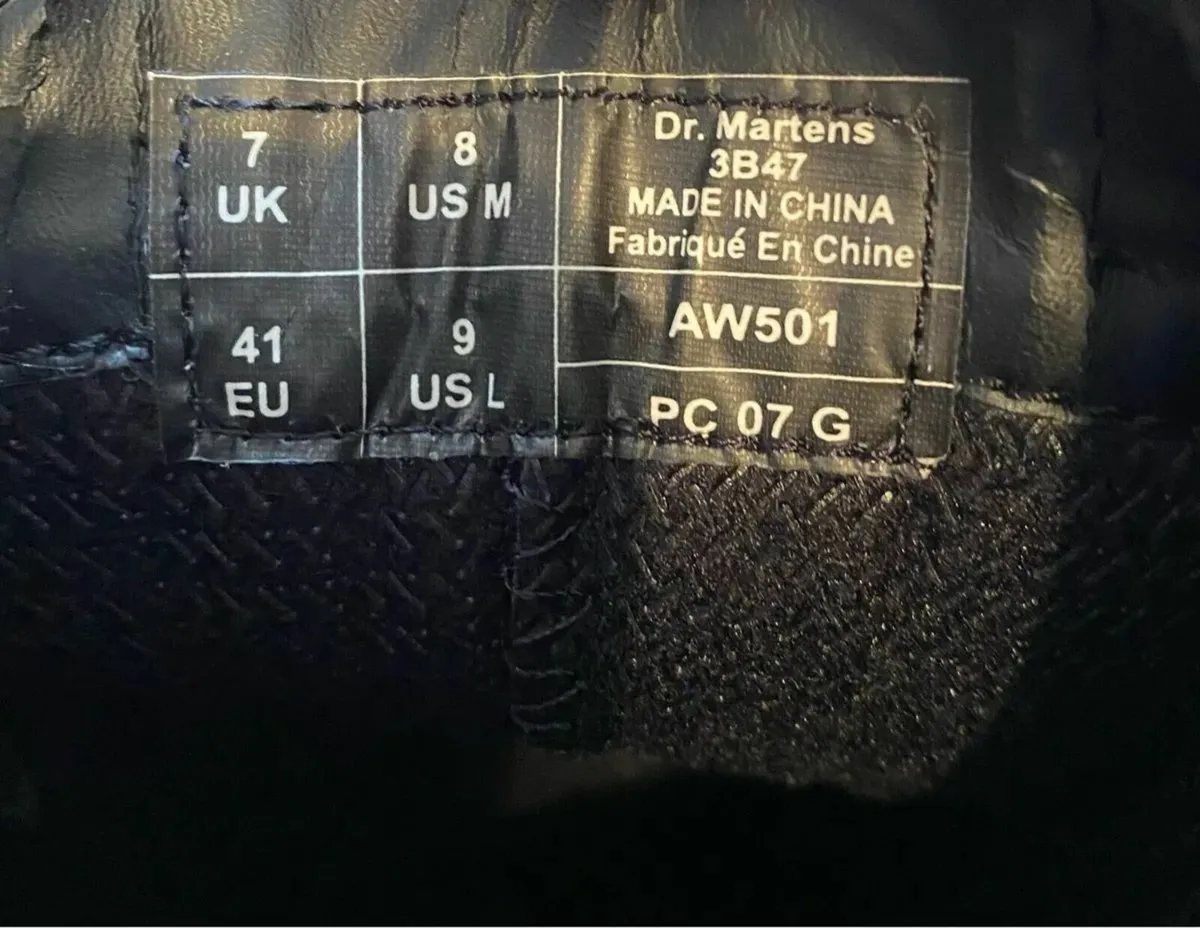 7
UK
8
US M
Dr. Martens
3B47
MADE IN CHINA
Fabriqué En Chine
41
EU
9
US L
AW501
PC 07 G